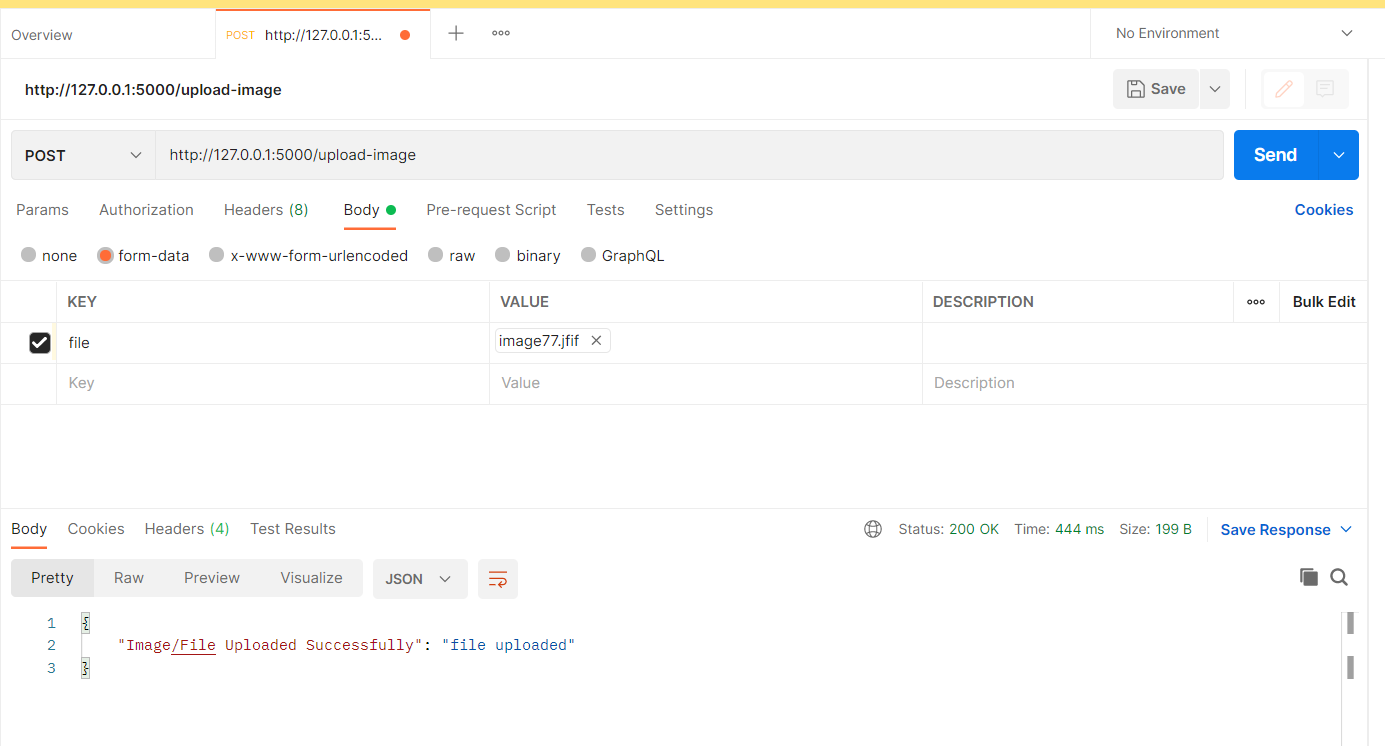 Overview
POST http://127.0.0.1:5...
No Environment
http://127.0.0.1:5000/upload-image
Save
POST
http://127.0.0.1:5000/upload-image
Send
Params Authorization Headers (8) Body Pre-request Script Tests Settings Cookies
none form-data x-www-form-urlencoded raw binary GraphQL
KEY VALUE DESCRIPTION Bulk Edit
file image77.jfif
Key Value Description
Body Cookies Headers (4) Test Results Status: 200 OK Time: 444 ms Size: 199 B Save Response
Pretty Raw Preview Visualize JSON
1 {
2 "Image/File Uploaded Successfully": "file uploaded"
3 }